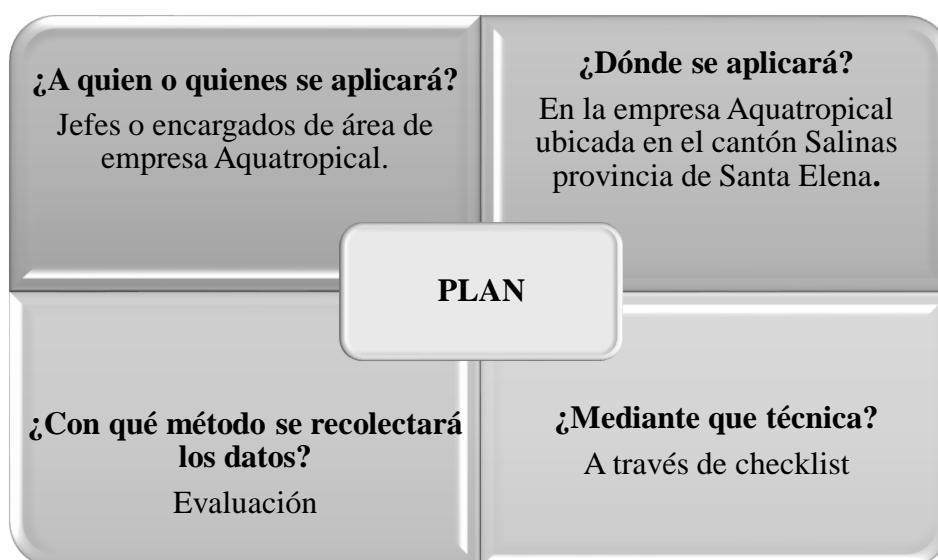 ¿A quien o quienes se aplicará?
Jefes o encargados de área de
empresa Aquatropical.
¿Dónde se aplicará?
En la empresa Aquatropical
ubicada en el cantón Salinas
provincia de Santa Elena.
PLAN
¿Con qué método se recolectará
los datos?
Evaluación
¿Mediante que técnica?
A través de checklist